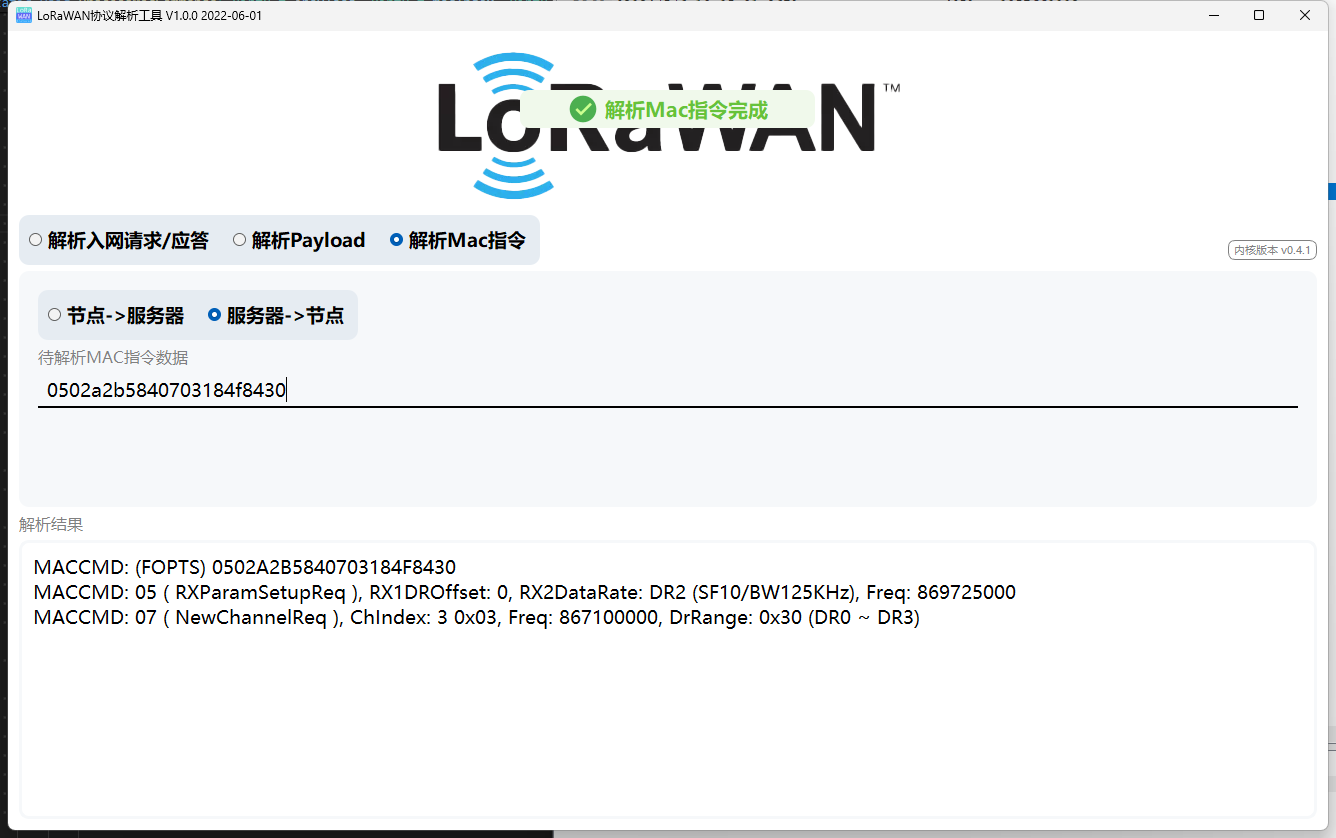 LoRaWAN协议解析工具 V1.0.0 2022-06-01
LoRaWAN™
解析Mac指令完成
解析入网请求/应答 解析Payload 解析Mac指令
内核版本 v0.4.1
节点->服务器 服务器->节点
待解析MAC指令数据
0502a2b5840703184f8430
解析结果
MACCMD: (FOPTS) 0502A2B5840703184F8430
MACCMD: 05 ( RXParamSetupReq ), RX1DROffset: 0, RX2DataRate: DR2 (SF10/BW125KHz), Freq: 869725000
MACCMD: 07 ( NewChannelReq ), ChIndex: 3 0x03, Freq: 867100000, DrRange: 0x30 (DR0 ~ DR3)